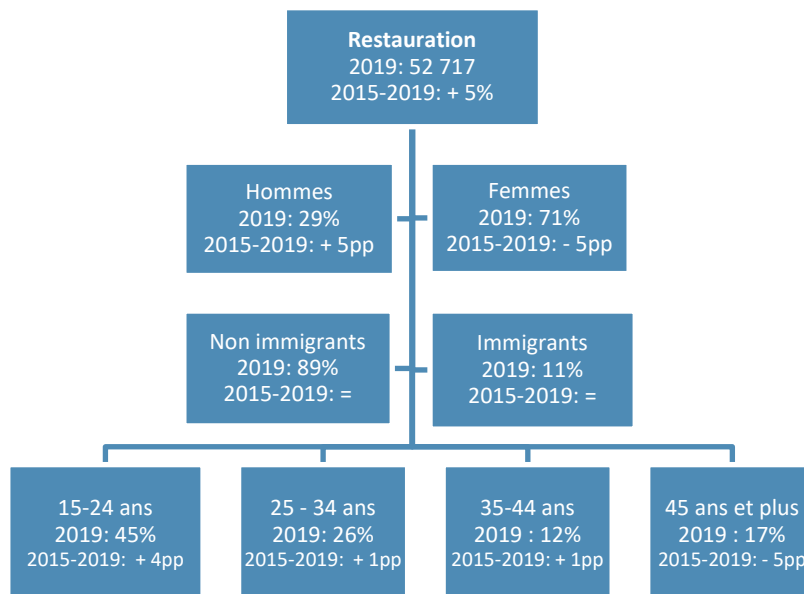 Restauration
2019: 52 717
2015-2019: + 5%
Hommes
2019: 29%
2015-2019: + 5pp
Femmes
2019: 71%
2015-2019: - 5pp
Non immigrants
2019: 89%
2015-2019: =
Immigrants
2019: 11%
2015-2019: =
15-24 ans
2019: 45%
2015-2019: + 4pp
25 - 34 ans
2019: 26%
2015-2019: + 1pp
35-44 ans
2019 : 12%
2015-2019: + 1pp
45 ans et plus
2019 : 17%
2015-2019: - 5pp